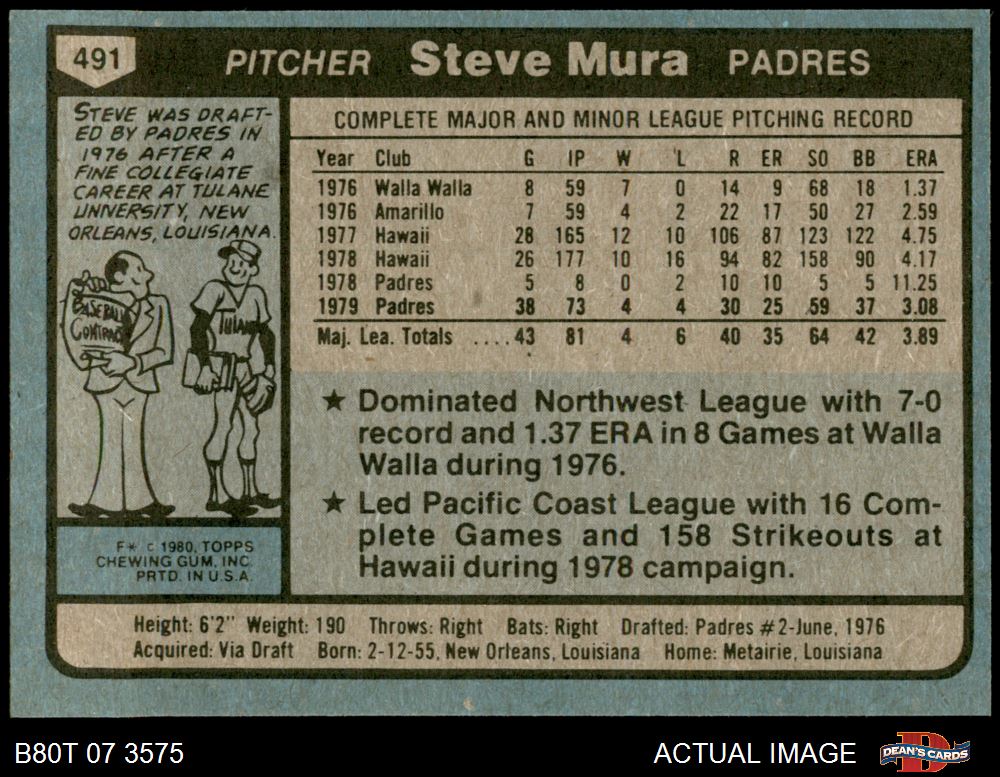 491
PITCHER Steve Mura PADRES
STEVE WAS DRAFT-
ED BY PADRES IN
1976 AFTER A
FINE COLLEGIATE
CAREER AT TULANE
UNIVERSITY, NEW
ORLEANS, LOUISIANA.
BASEBALL
CONTRACT
TULANE
F* © 1980, TOPPS
CHEWING GUM, INC.
PRTD. IN U.S.A.
COMPLETE MAJOR AND MINOR LEAGUE PITCHING RECORD
Year Club G IP W L R ER SO BB ERA
1976 Walla Walla 8 59 7 0 14 9 68 18 1.37
1976 Amarillo 7 59 4 2 22 17 50 27 2.59
1977 Hawaii 28 165 12 10 106 87 123 122 4.75
1978 Hawaii 26 177 10 16 94 82 158 90 4.17
1978 Padres 5 8 0 2 10 10 5 5 11.25
1979 Padres 38 73 4 4 30 25 59 37 3.08
Maj. Lea. Totals ....43 81 4 6 40 35 64 42 3.89
★ Dominated Northwest League with 7-0
record and 1.37 ERA in 8 Games at Walla
Walla during 1976.
★ Led Pacific Coast League with 16 Com-
plete Games and 158 Strikeouts at
Hawaii during 1978 campaign.
Height: 6'2" Weight: 190 Throws: Right Bats: Right Drafted: Padres #2-June, 1976
Acquired: Via Draft Born: 2-12-55, New Orleans, Louisiana Home: Metairie, Louisiana
B80T 07 3575 ACTUAL IMAGE DEAN'S CARDS